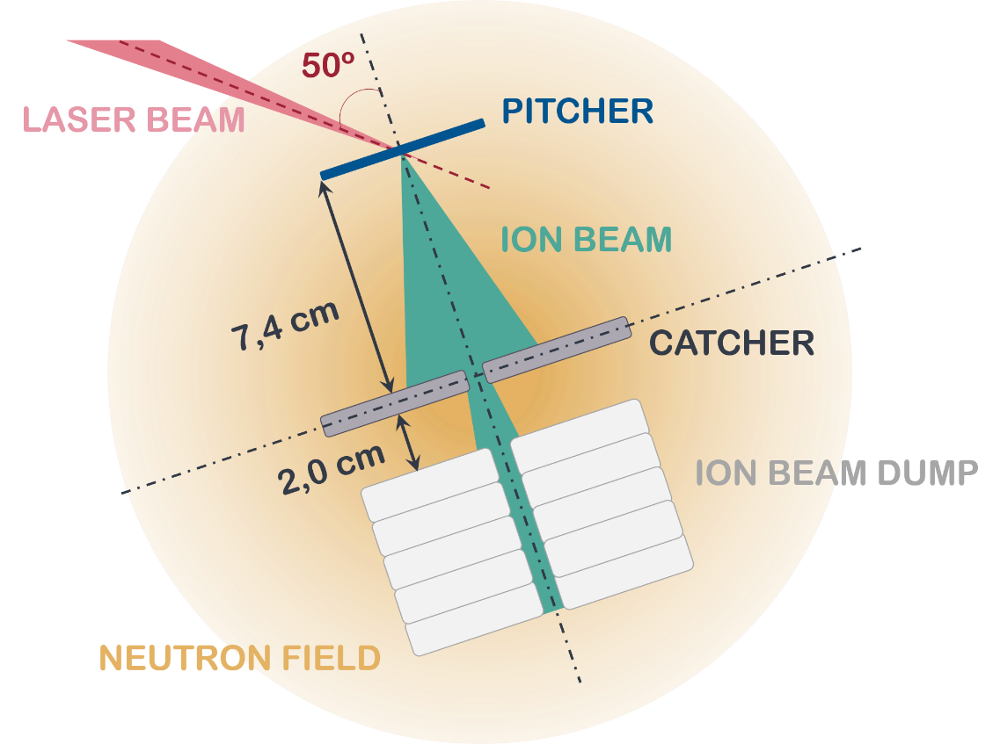 50º
PITCHER
LASER BEAM
ION BEAM
7,4 cm
CATCHER
2,0 cm
ION BEAM DUMP
NEUTRON FIELD